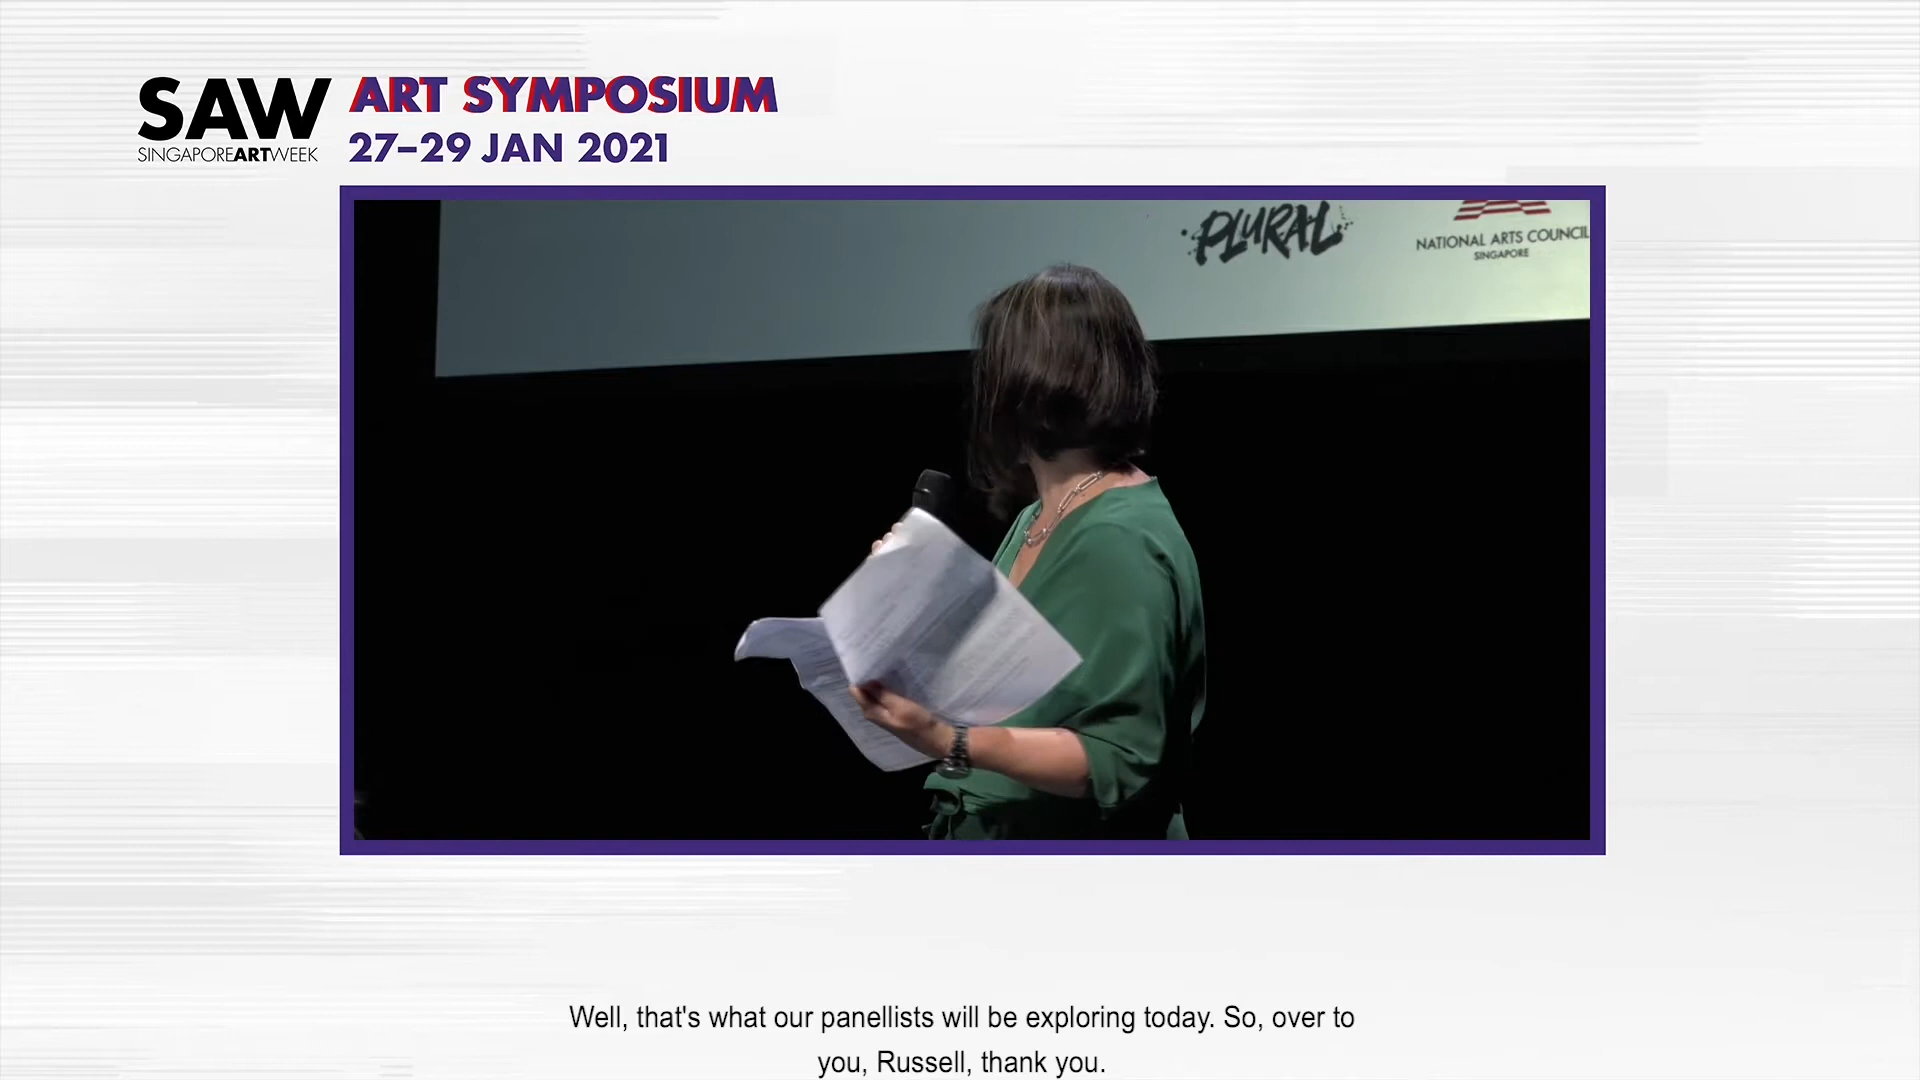 SAW
SINGAPOREARTWEEK
ART SYMPOSIUM
27–29 JAN 2021
PLURAL
NATIONAL ARTS COUNCIL
SINGAPORE
Well, that's what our panellists will be exploring today. So, over to
you, Russell, thank you.